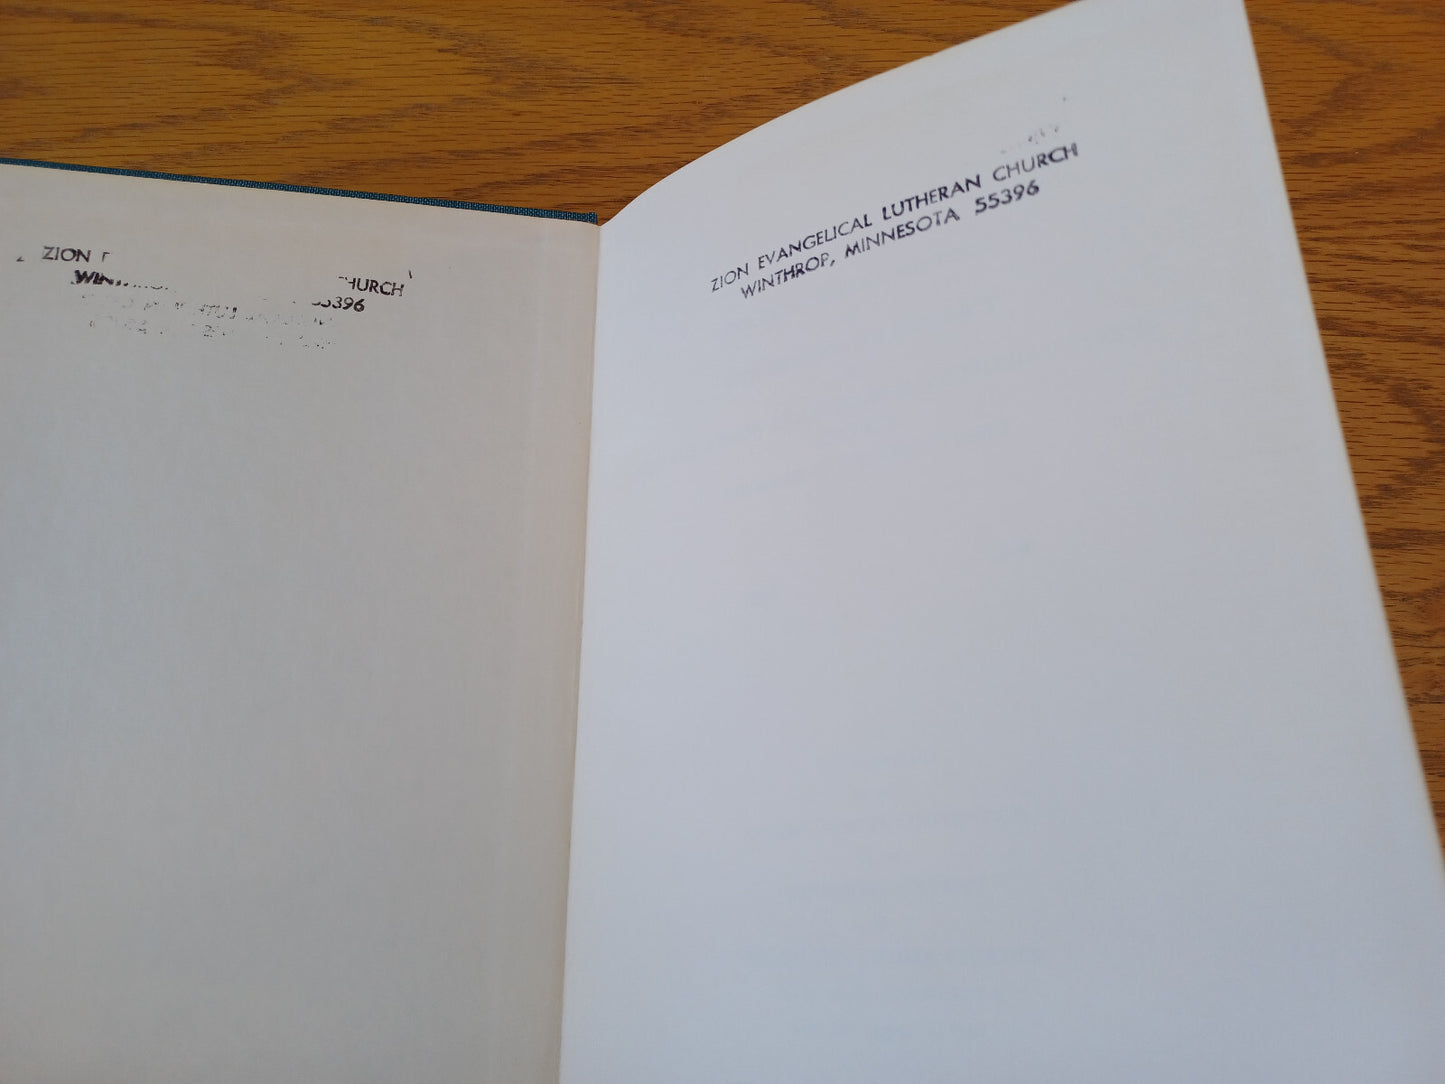 ZION CHURCH
55396
ZION EVANGELICAL LUTHERAN CHURCH
WINTHROP, MINNESOTA 55396